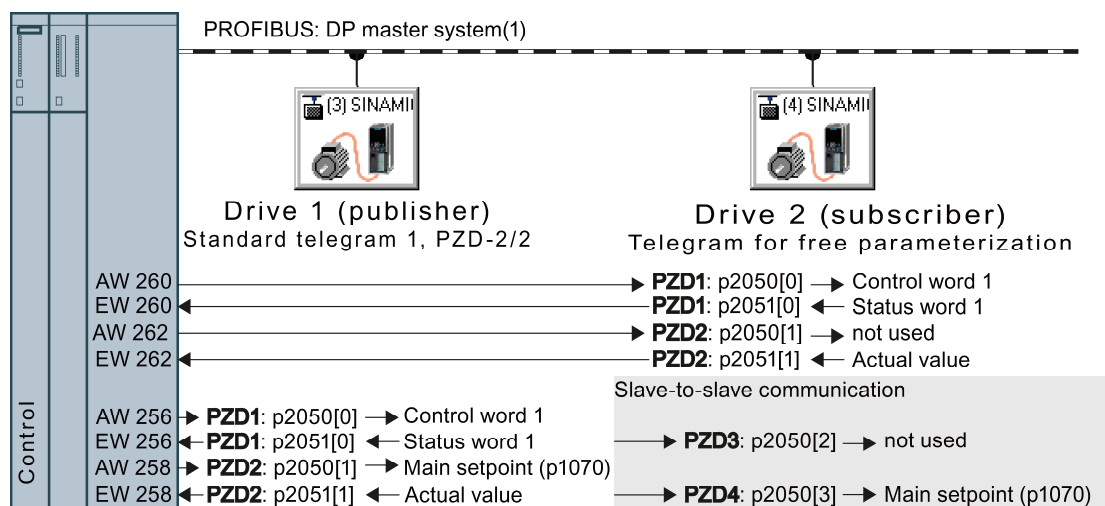 PROFIBUS: DP master system(1)
(3) SINAMI
(4) SINAMI
Drive 1 (publisher)
Standard telegram 1, PZD-2/2
Drive 2 (subscriber)
Telegram for free parameterization
AW 260 PZD1: p2050[0] Control word 1
EW 260 PZD1: p2051[0] Status word 1
AW 262 PZD2: p2050[1] not used
EW 262 PZD2: p2051[1] Actual value
Slave-to-slave communication
AW 256 PZD1: p2050[0] Control word 1
EW 256 PZD1: p2051[0] Status word 1 PZD3: p2050[2] not used
AW 258 PZD2: p2050[1] Main setpoint (p1070)
EW 258 PZD2: p2051[1] Actual value PZD4: p2050[3] Main setpoint (p1070)
Control